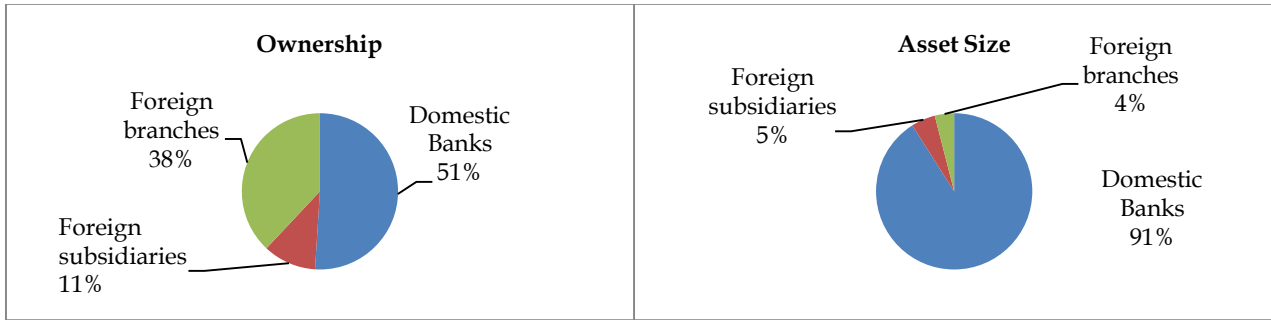 Ownership
Foreign
branches
38%
Domestic
Banks
51%
Foreign
subsidiaries
11%
Asset Size
Foreign
subsidiaries
5%
Foreign
branches
4%
Domestic
Banks
91%